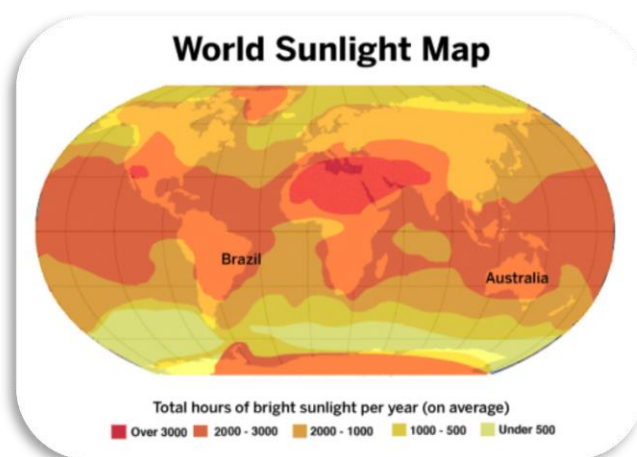 World Sunlight Map
Brazil
Australia
Total hours of bright sunlight per year (on average)
Over 3000 2000 - 3000 2000 - 1000 1000 - 500 Under 500